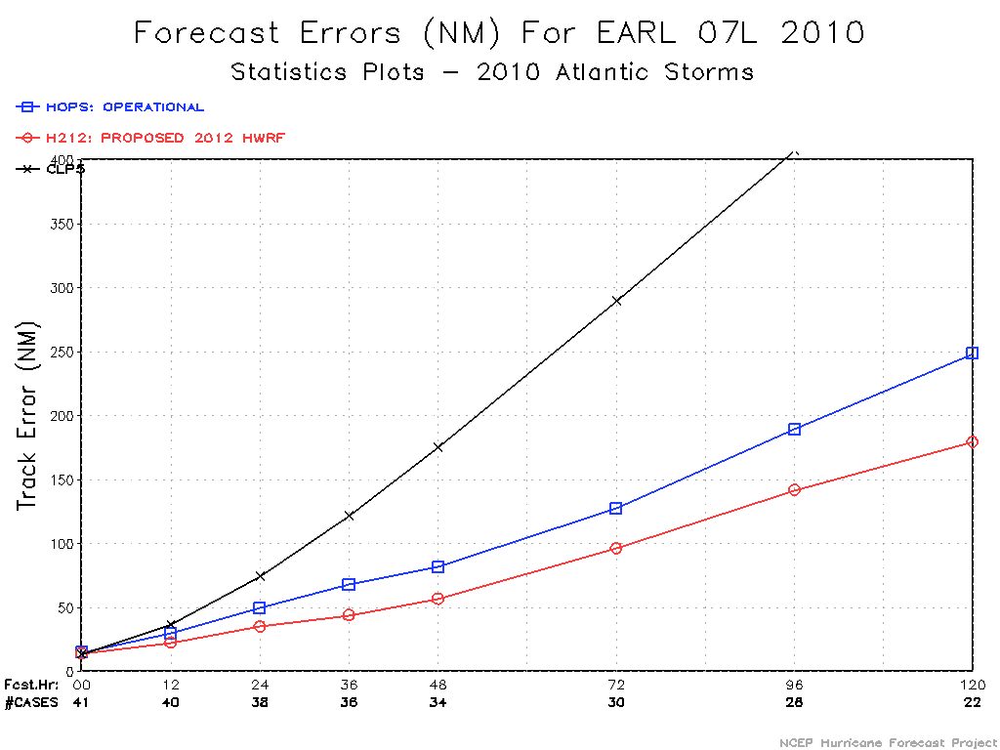 Forecast Errors (NM) For EARL 07L 2010
Statistics Plots – 2010 Atlantic Storms
HOPS: OPERATIONAL
H212: PROPOSED 2012 HWRF
CLP5
400
350
300
250
200
150
100
50
0
Track Error (NM)
Fcst.Hr: 00 12 24 36 48 72 96 120
#CASES 41 40 38 36 34 30 26 22
NCEP Hurricane Forecast Project